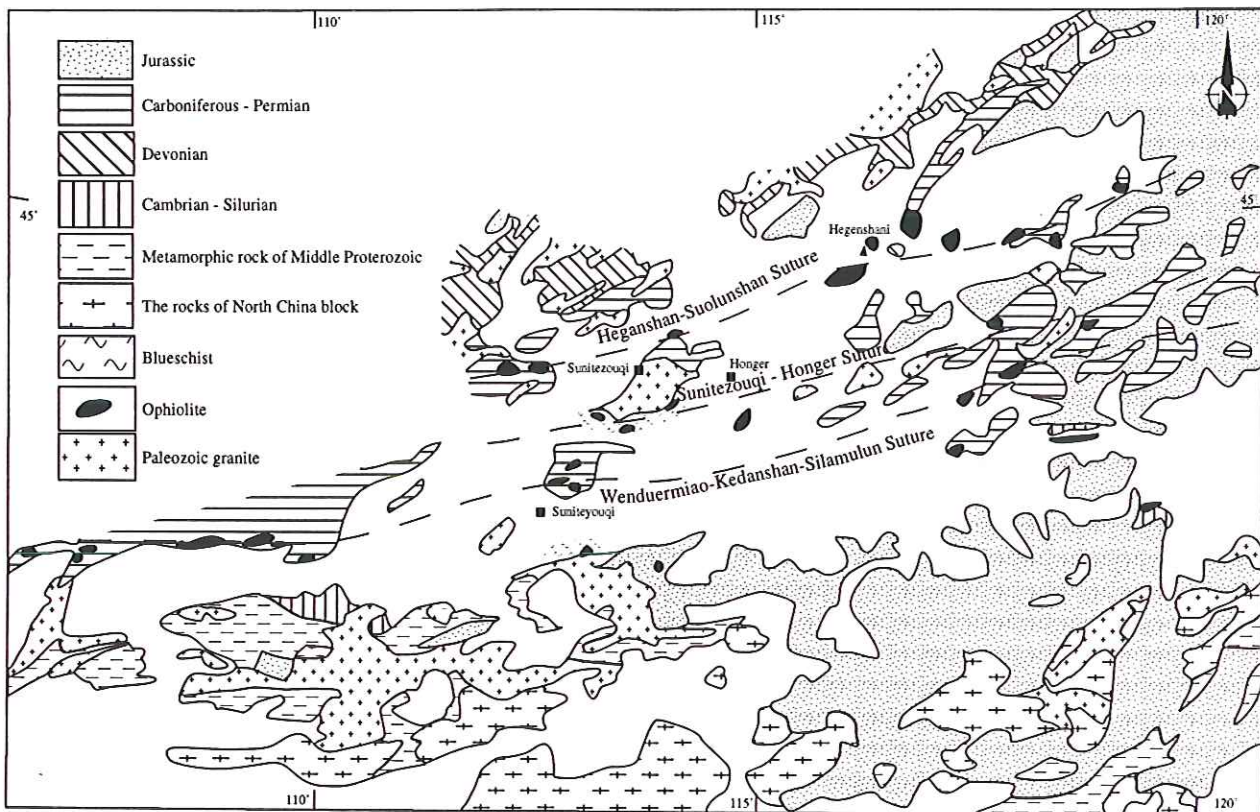 110°
115°
120°
Jurassic
Carboniferous - Permian
Devonian
Cambrian - Silurian
Metamorphic rock of Middle Proterozoic
The rocks of North China block
Blueschist
Ophiolite
Paleozoic granite
N
45°
45°
Hegenshani
Heganshan-Suolunshan Suture
Sunitezouqi
Honger
Sunitezouqi - Honger Suture
Wenduermiao-Kedanshan-Silamulun Suture
Suniteyouqi
110°
115°
120°